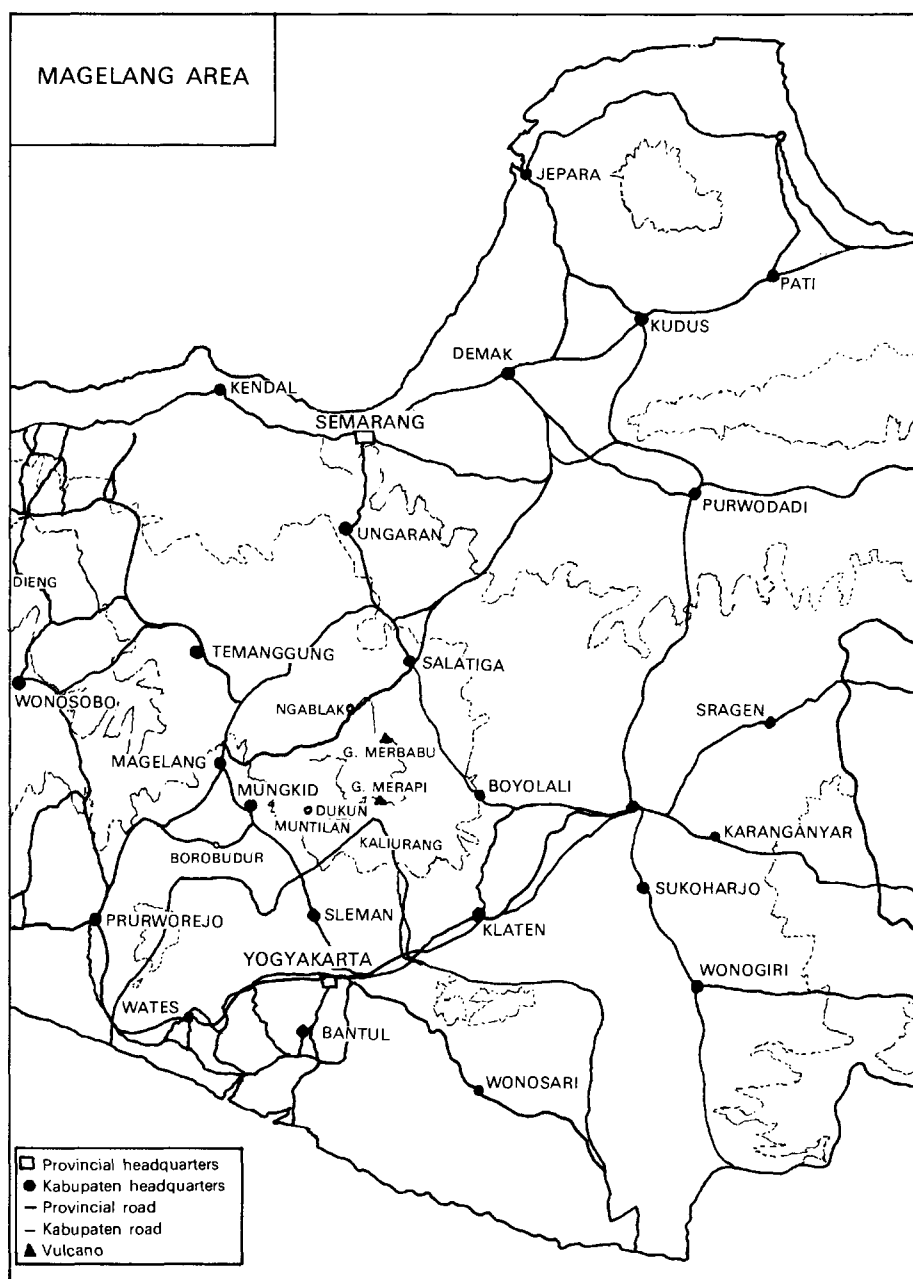 MAGELANG AREA
JEPARA
PATI
KUDUS
DEMAK
KENDAL
SEMARANG
PURWODADI
UNGARAN
DIENG
TEMANGGUNG
SALATIGA
WONOSOBO
NGABLAK
SRAGEN
G. MERBABU
MAGELANG
BOYOLALI
MUNGKID
G. MERAPI
DUKUN
MUNTILAN
KARANGANYAR
KALIURANG
BOROBUDUR
SUKOHARJO
PRURWOREJO
SLEMAN
KLATEN
YOGYAKARTA
WONOGIRI
WATES
BANTUL
WONOSARI
Provincial headquarters
Kabupaten headquarters
Provincial road
Kabupaten road
Vulcano